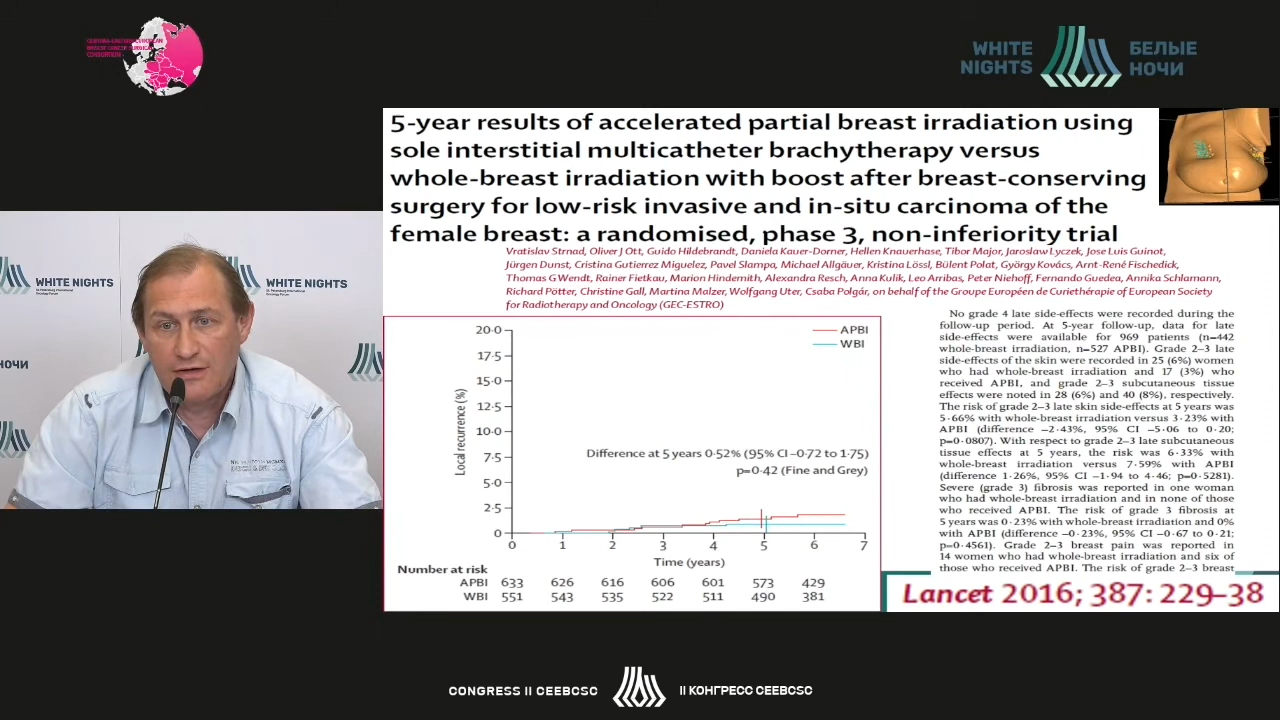 CENTRAL-EASTERN EUROPEAN
BREAST CANCER SURGICAL
CONSORTIUM
WHITE
NIGHTS
БЕЛЫЕ
НОЧИ
5-year results of accelerated partial breast irradiation using
sole interstitial multicatheter brachytherapy versus
whole-breast irradiation with boost after breast-conserving
surgery for low-risk invasive and in-situ carcinoma of the
female breast: a randomised, phase 3, non-inferiority trial
Vratislav Strnad, Oliver J Ott, Guido Hildebrandt, Daniela Kauer-Dorner, Hellen Knauerhase, Tibor Major, Jarosław Lyczek, Jose Luis Guinot,
Jürgen Dunst, Cristina Gutierrez Miguelez, Pavel Slampa, Michael Allgäuer, Kristina Lössl, Bülent Polat, György Kovács, Arnt-René Fischedick,
Thomas G Wendt, Rainer Fietkau, Marion Hindemith, Alexandra Resch, Anna Kulik, Leo Arribas, Peter Niehoff, Fernando Guedea, Annika Schlamann,
Richard Pötter, Christine Gall, Martina Malzer, Wolfgang Uter, Csaba Polgár, on behalf of the Groupe Européen de Curiethérapie of European Society
for Radiotherapy and Oncology (GEC-ESTRO)
20·0
17·5
15·0
12·5
10·0
7·5
5·0
2·5
0
Local recurrence (%)
APBI
WBI
Difference at 5 years 0·52% (95% CI –0·72 to 1·75)
p=0·42 (Fine and Grey)
0 1 2 3 4 5 6 7
Time (years)
Number at risk
APBI 633 626 616 606 601 573 429
WBI 551 543 535 522 511 490 381
No grade 4 late side-effects were recorded during the
follow-up period. At 5-year follow-up, data for late
side-effects were available for 969 patients (n=442
whole-breast irradiation, n=527 APBI). Grade 2–3 late
side-effects of the skin were recorded in 25 (6%) women
who had whole-breast irradiation and 17 (3%) who
received APBI, and grade 2–3 subcutaneous tissue
effects were noted in 28 (6%) and 40 (8%), respectively.
The risk of grade 2–3 late skin side-effects at 5 years was
5·66% with whole-breast irradiation versus 3·23% with
APBI (difference –2·43%, 95% CI –5·06 to 0·20;
p=0·0807). With respect to grade 2–3 late subcutaneous
tissue effects at 5 years, the risk was 6·33% with
whole-breast irradiation versus 7·59% with APBI
(difference 1·26%, 95% CI –1·94 to 4·46; p=0·5281).
Severe (grade 3) fibrosis was reported in one woman
who had whole-breast irradiation and in none of those
who received APBI. The risk of grade 3 fibrosis at
5 years was 0·23% with whole-breast irradiation and 0%
with APBI (difference –0·23%, 95% CI –0·67 to 0·21;
p=0·4561). Grade 2–3 breast pain was reported in
14 women who had whole-breast irradiation and six of
those who received APBI. The risk of grade 2–3 breast
Lancet 2016; 387: 229–38
WHITE NIGHTS
St. Petersburg International
Oncology Forum
WHITE NIGHTS
St. Petersburg International
Oncology Forum
НОЧИ
CONGRESS II CEEBCSC
II КОНГРЕСС CEEBCSC